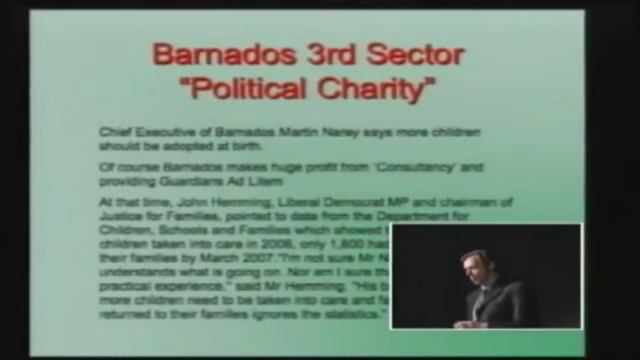 Barnados 3rd Sector
“Political Charity”
Chief Executive of Barnados Martin Narey says more children
should be adopted at birth.
Of course Barnados makes huge profit from ‘Consultancy’ and
providing Guardians Ad Litem
At that time, John Hemming, Liberal Democrat MP and chairman of
Justice for Families, pointed to data from the Department for
Children, Schools and Families which showed
children taken into care in 2006, only 1,800 had
their families by March 2007."I'm not sure Mr N
understands what is going on. Nor am I sure th
practical experience," said Mr Hemming. "His b
more children need to be taken into care and fe
returned to their families ignores the statistics."